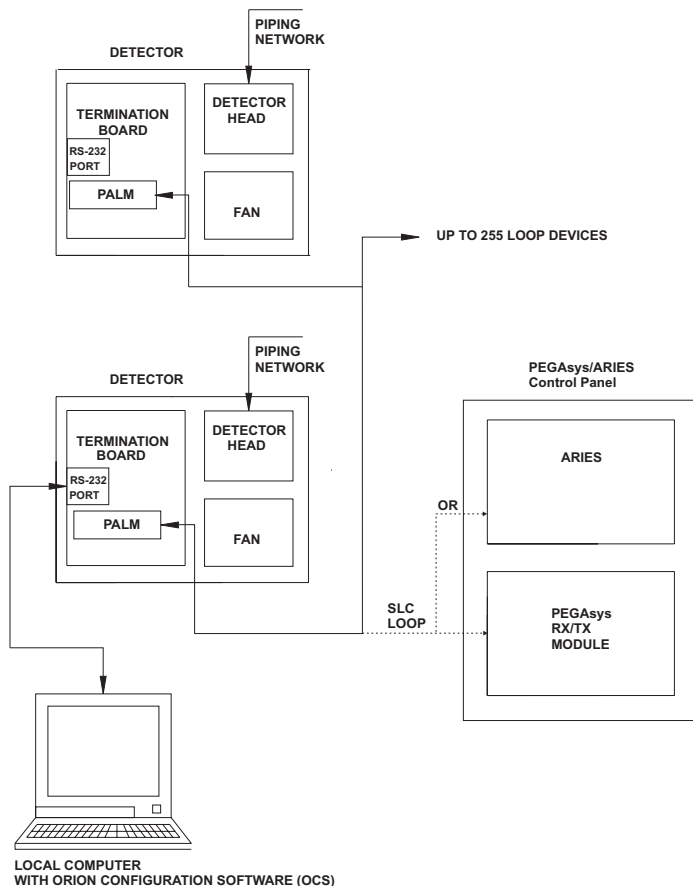 PIPING
NETWORK
DETECTOR
TERMINATION
BOARD
DETECTOR
HEAD
RS-232
PORT
PALM
FAN
UP TO 255 LOOP DEVICES
PIPING
NETWORK
DETECTOR
TERMINATION
BOARD
DETECTOR
HEAD
RS-232
PORT
PALM
FAN
PEGAsys/ARIES
Control Panel
ARIES
OR
SLC
LOOP
PEGAsys
RX/TX
MODULE
LOCAL COMPUTER
WITH ORION CONFIGURATION SOFTWARE (OCS)